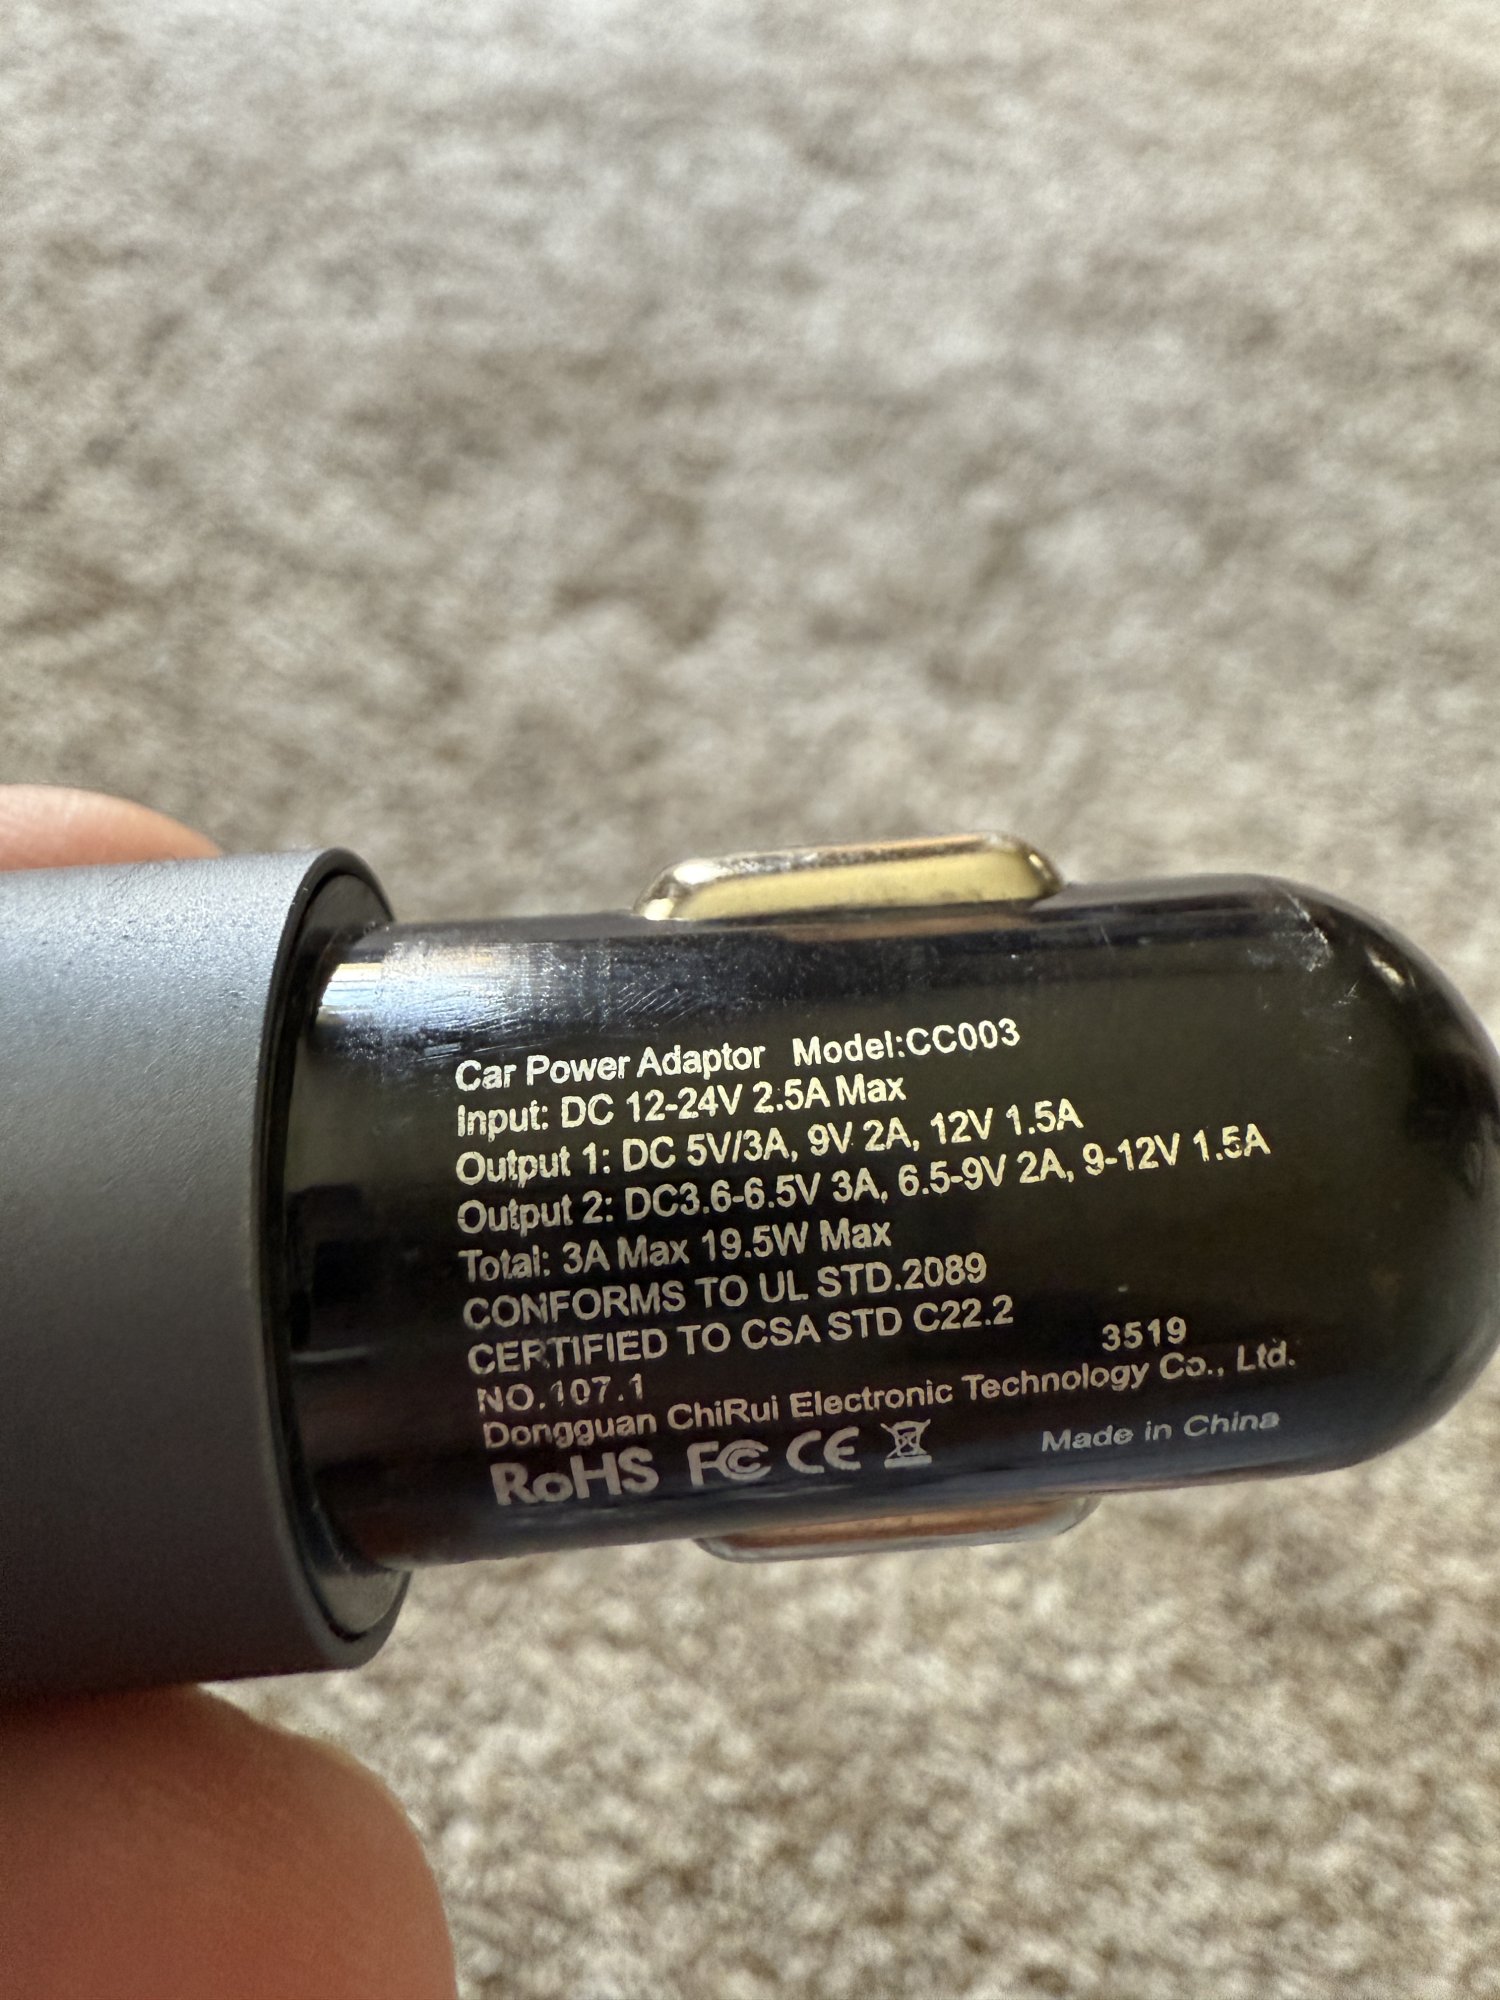 Car Power Adaptor Model:CC003
Input: DC 12-24V 2.5A Max
Output 1: DC 5V/3A, 9V 2A, 12V 1.5A
Output 2: DC3.6-6.5V 3A, 6.5-9V 2A, 9-12V 1.5A
Total: 3A Max 19.5W Max
CONFORMS TO UL STD.2089
CERTIFIED TO CSA STD C22.2
NO.107.1 3519
Dongguan ChiRui Electronic Technology Co., Ltd.
RoHS FC CE Made in China